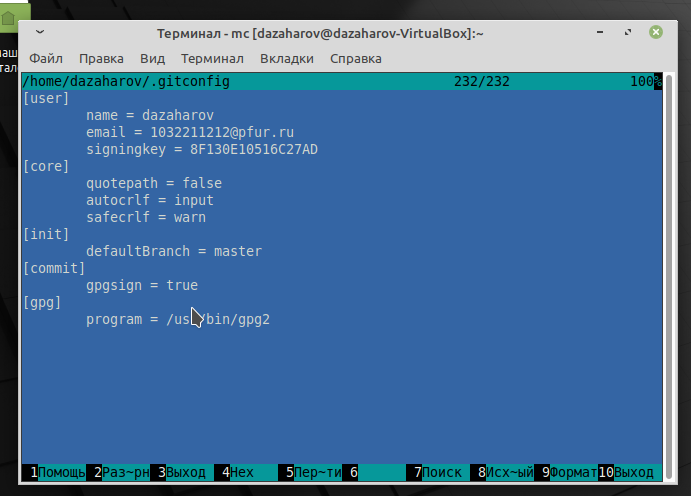 Терминал - mc [dazaharov@dazaharov-VirtualBox]:~
Файл Правка Вид Терминал Вкладки Справка
/home/dazaharov/.gitconfig 232/232 100%
[user]
name = dazaharov
email = 1032211212@pfur.ru
signingkey = 8F130E10516C27AD
[core]
quotepath = false
autocrlf = input
safecrlf = warn
[init]
defaultBranch = master
[commit]
gpgsign = true
[gpg]
program = /usr/bin/gpg2
1Помощь 2Раз~рн 3Выход 4Hex 5Пер~ти 6 7Поиск 8Исх~ый 9Формат 10Выход